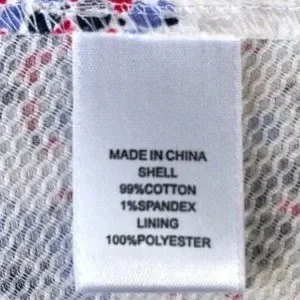 MADE IN CHINA
SHELL
99%COTTON
1%SPANDEX
LINING
100%POLYESTER